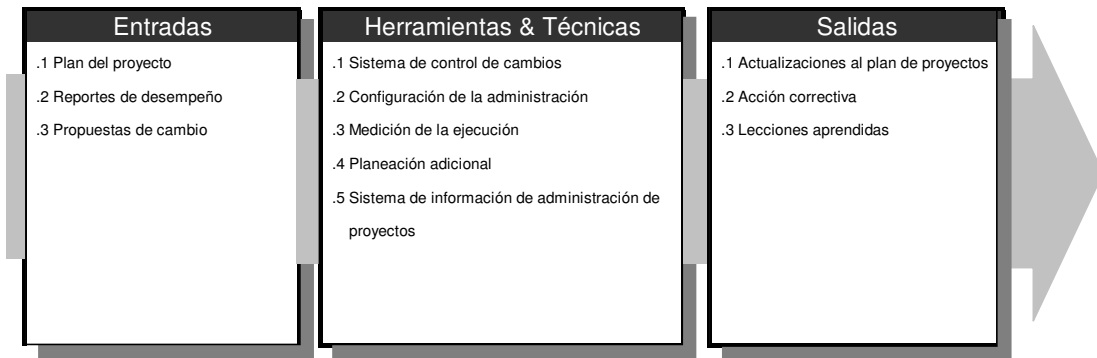 Entradas
.1 Plan del proyecto
.2 Reportes de desempeño
.3 Propuestas de cambio
Herramientas & Técnicas
.1 Sistema de control de cambios
.2 Configuración de la administración
.3 Medición de la ejecución
.4 Planeación adicional
.5 Sistema de información de administración de
proyectos
Salidas
.1 Actualizaciones al plan de proyectos
.2 Acción correctiva
.3 Lecciones aprendidas